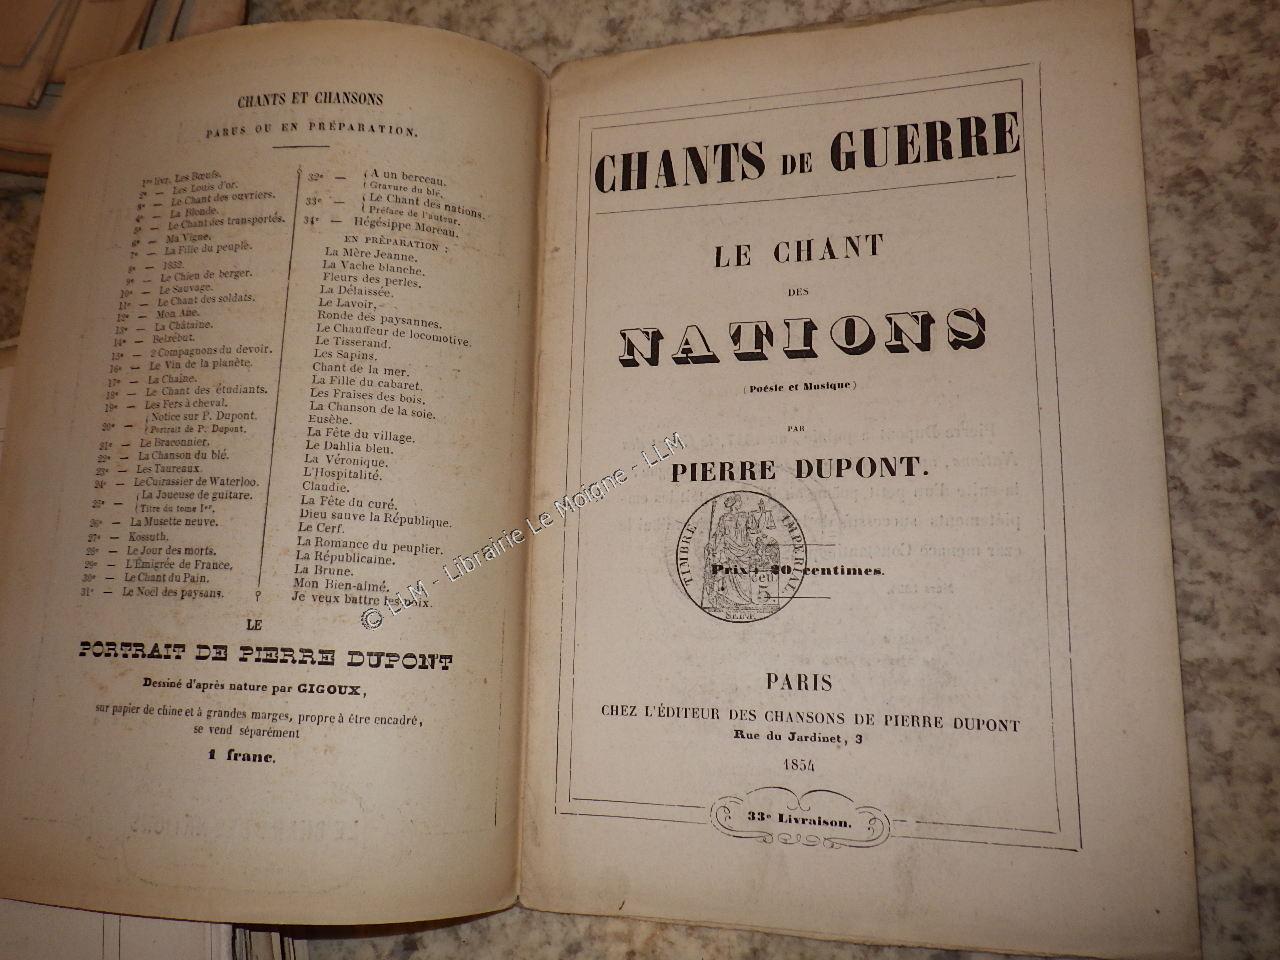 CHANTS ET CHANSONS
PARUS OU EN PRÉPARATION.
1re livr. Les Bœufs.
2e — Les Louis d'or.
3e — Le Chant des ouvriers.
4e — La Blonde.
5e — Le Chant des transportés.
6e — Ma Vigne.
7e — La Fille du peuple.
8e — 1852.
9e — Le Chien de berger.
10e — Le Sauvage.
11e — Le Chant des soldats.
12e — Mon Ane.
13e — La Châtaine.
14e — Belzébut.
15e — 2 Compagnons du devoir.
16e — Le Vin de la planète.
17e — La Chaîne.
18e — Le Chant des étudiants.
19e — Les Fers à cheval.
20e — Notice sur P. Dupont.
Portrait de P. Dupont.
21e — Le Braconnier.
22e — La Chanson du blé.
23e — Les Taureaux.
24e — Le Cuirassier de Waterloo.
25e — La Joueuse de guitare.
Titre du tome Ier.
26e — La Musette neuve.
27e — Kossuth.
28e — Le Jour des morts.
29e — L'Émigrée de France.
30e — Le Chant du Pain.
31e — Le Noël des paysans.
32e — A un berceau.
Gravure du blé.
33e — Le Chant des nations.
Préface de l'auteur.
34e — Hégésippe Moreau.
EN PRÉPARATION :
La Mère Jeanne.
La Vache blanche.
Fleurs des perles.
La Délaissée.
Le Lavoir.
Ronde des paysannes.
Le Chauffeur de locomotive.
Le Tisserand.
Les Sapins.
Chant de la mer.
La Fille du cabaret.
Les Fraises des bois.
La Chanson de la soie.
Eusèbe.
La Fête du village.
Le Dahlia bleu.
La Véronique.
L'Hospitalité.
Claudie.
La Fête du curé.
Dieu sauve la République.
Le Cerf.
La Romance du peuplier.
La Républicaine.
La Brune.
Mon Bien-aimé.
Je veux battre les noix.
LE
PORTRAIT DE PIERRE DUPONT
Dessiné d'après nature par GIGOUX,
sur papier de chine et à grandes marges, propre à être encadré,
se vend séparément
1 franc.
CHANTS DE GUERRE
LE CHANT
DES
NATIONS
(Poésie et Musique)
PAR
PIERRE DUPONT.
TIMBRE IMPÉRIAL
Prix : 20 centimes.
5.
SEINE
PARIS
CHEZ L'ÉDITEUR DES CHANSONS DE PIERRE DUPONT
Rue du Jardinet, 3
1854
33e Livraison.
© LLM - Librairie Le Moigne - LLM